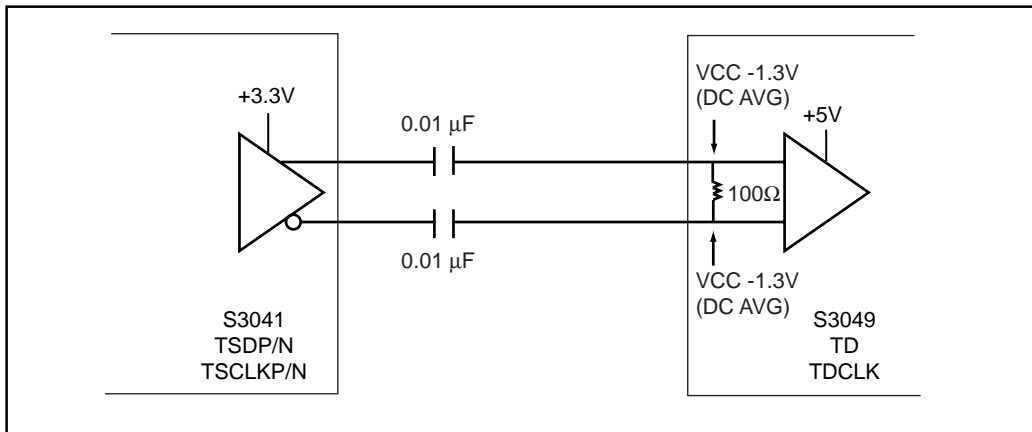 +3.3V
0.01 μF
0.01 μF
S3041
TSDP/N
TSCLKP/N
VCC -1.3V
(DC AVG)
+5V
100Ω
VCC -1.3V
(DC AVG)
S3049
TD
TDCLK